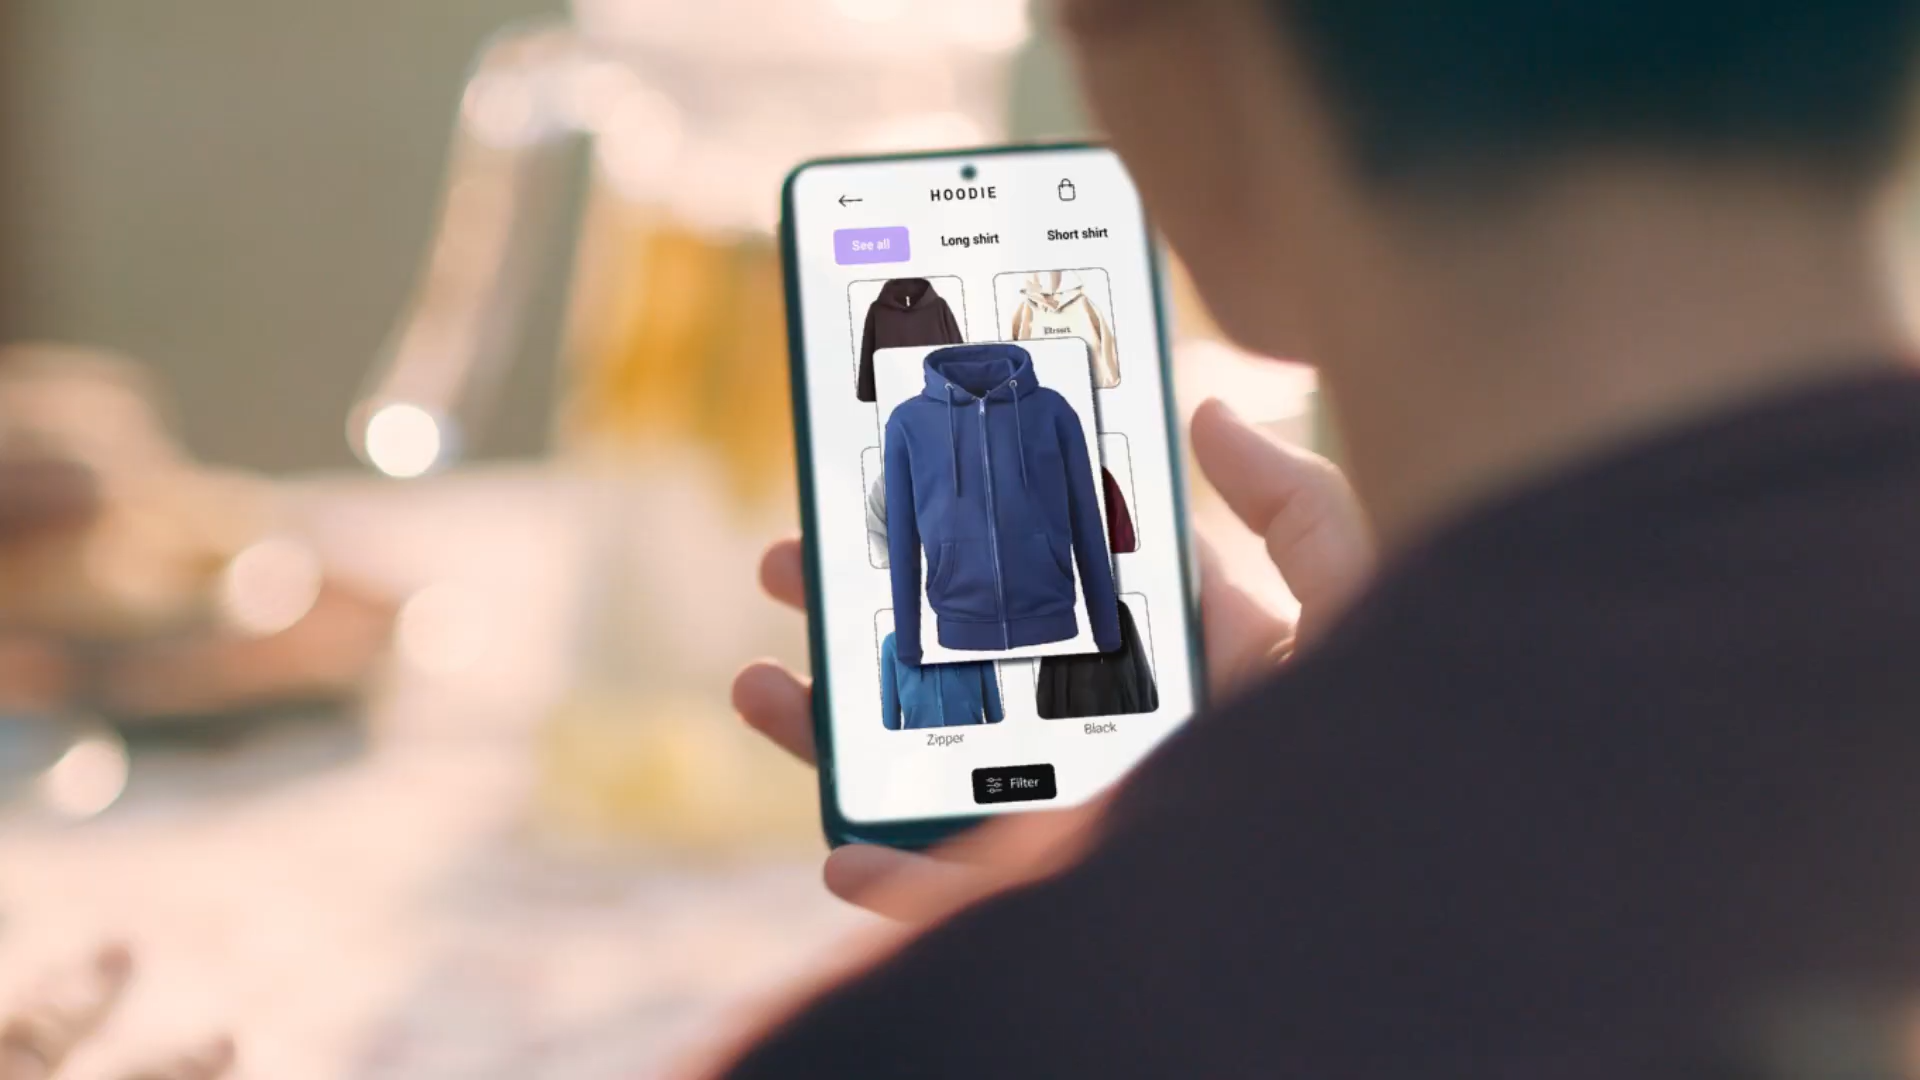 HOODIE
See all
Long shirt
Short shirt
Zipper
Black
Filter